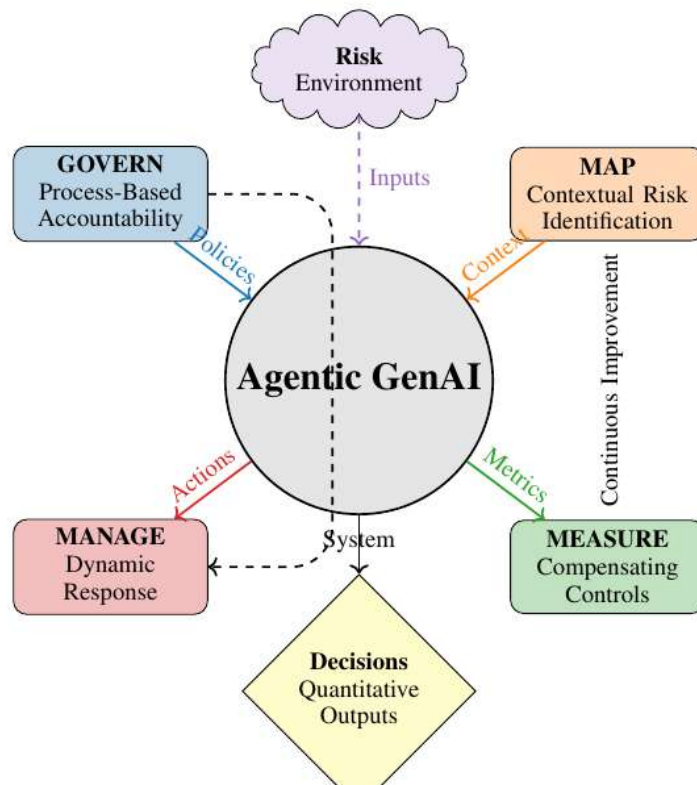 Risk
Environment
GOVERN
Process-Based
Accountability
MAP
Contextual Risk
Identification
Inputs
Policies
Context
Agentic GenAI
Continuous Improvement
Actions
Metrics
System
MANAGE
Dynamic
Response
MEASURE
Compensating
Controls
Decisions
Quantitative
Outputs